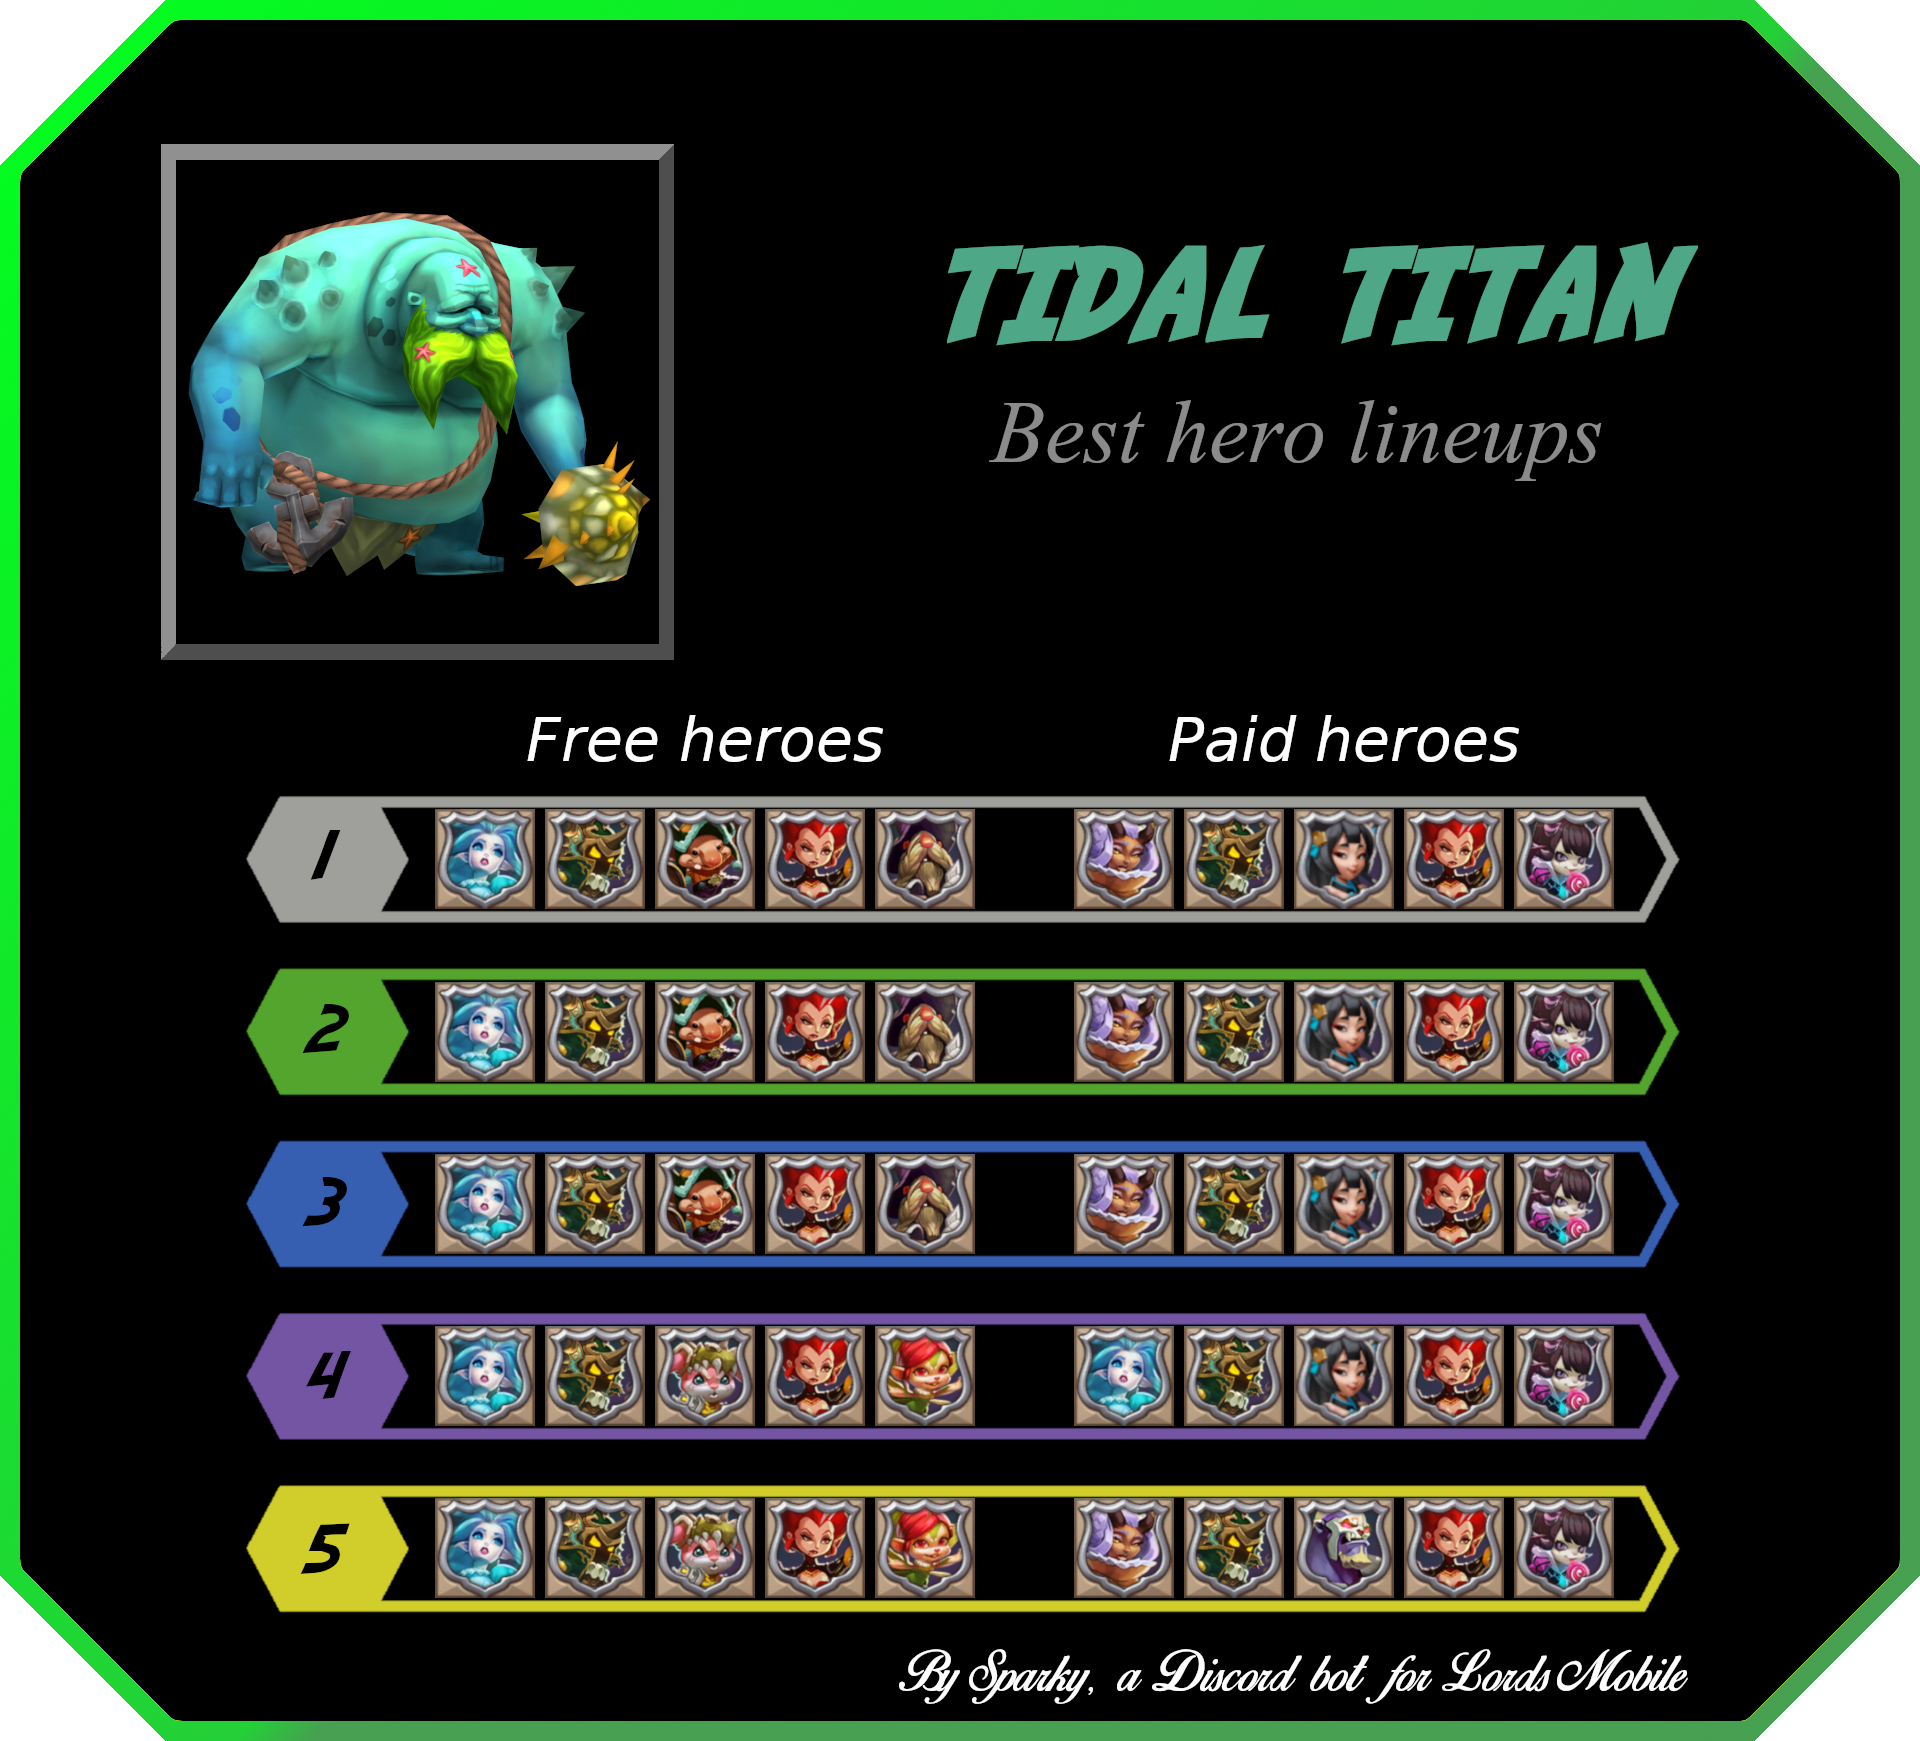 TIDAL TITAN
Best hero lineups
Free heroes Paid heroes
1
2
3
4
5
By Sparky, a Discord bot for Lords Mobile